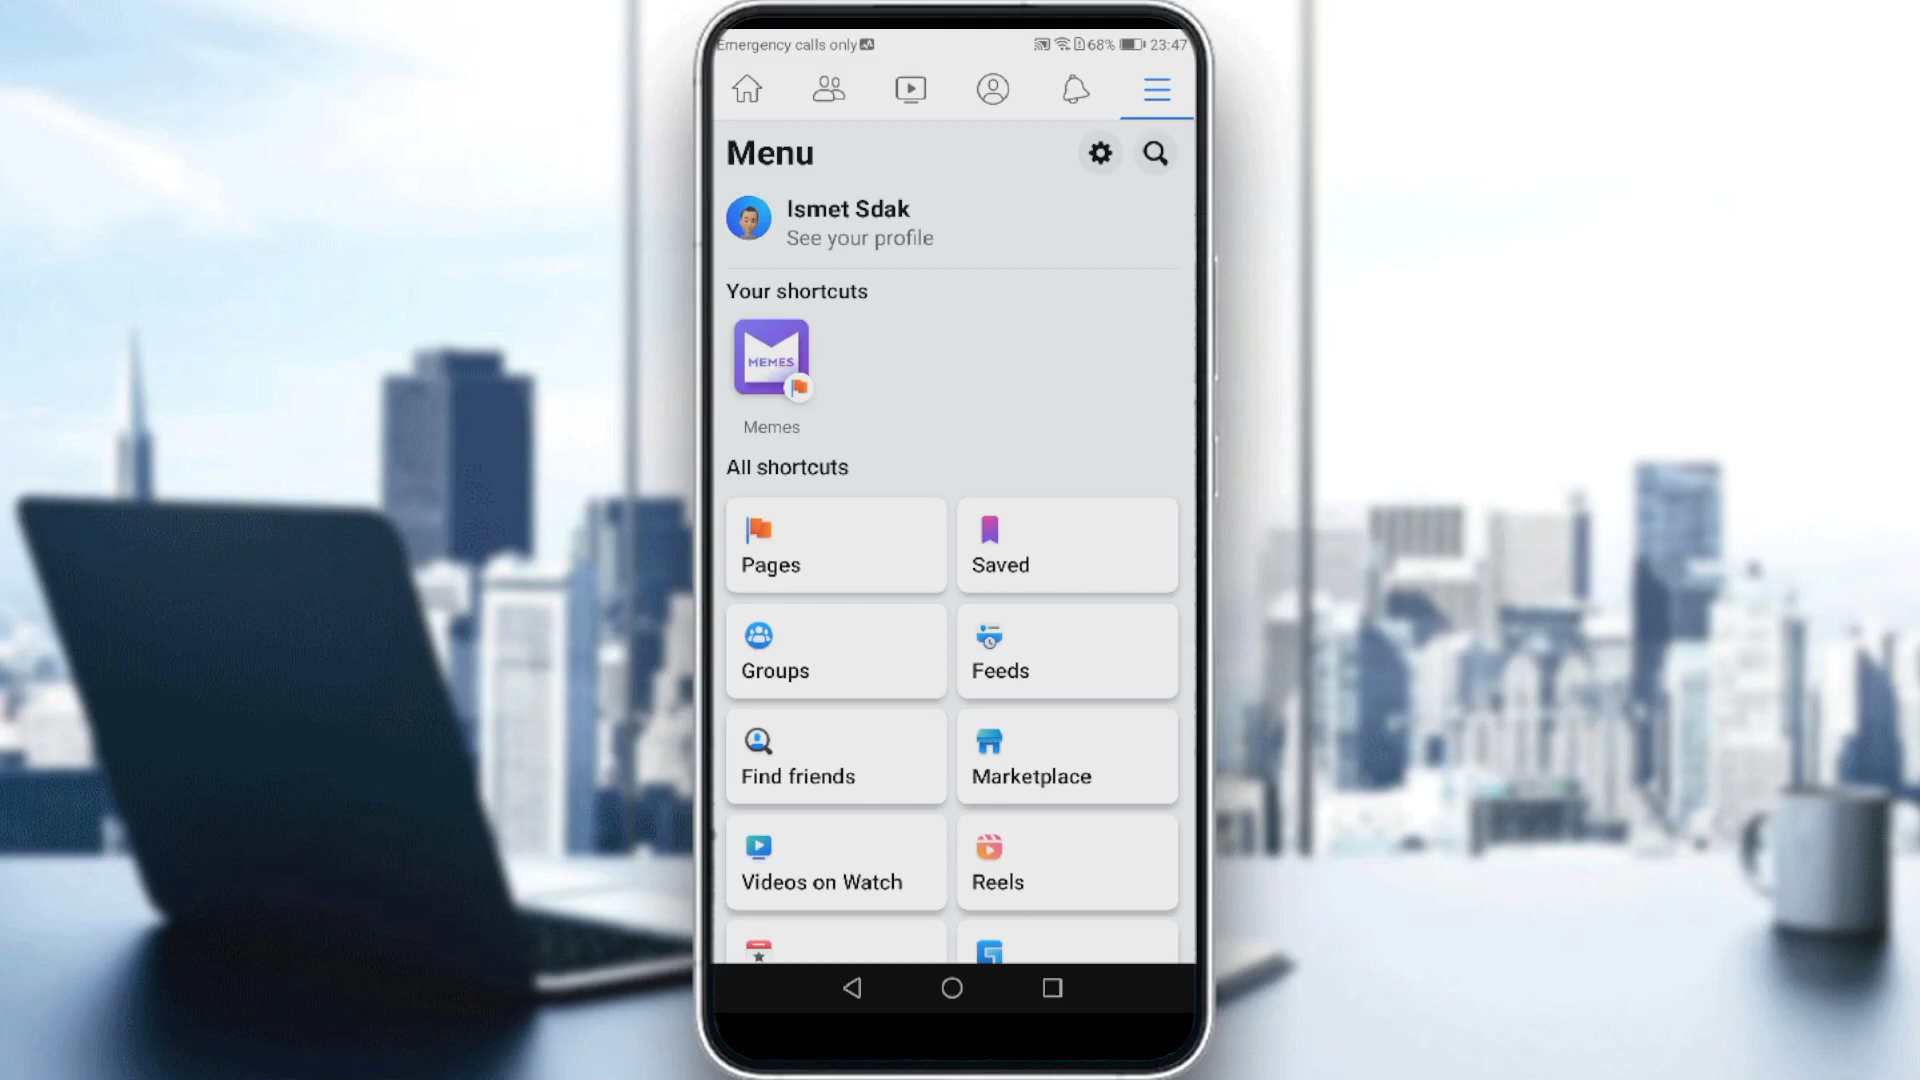 Emergency calls only 68% 23:47
Menu
Ismet Sdak
See your profile
Your shortcuts
MEMES
Memes
All shortcuts
Pages Saved
Groups Feeds
Find friends Marketplace
Videos on Watch Reels